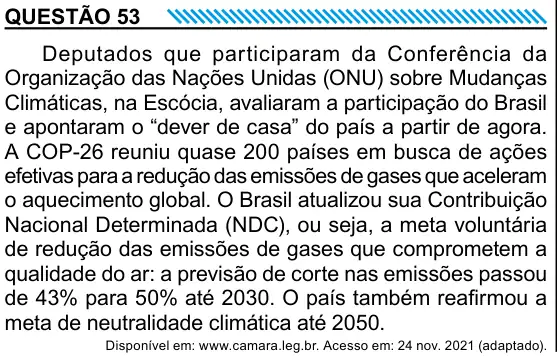 QUESTÃO 53
Deputados que participaram da Conferência da
Organização das Nações Unidas (ONU) sobre Mudanças
Climáticas, na Escócia, avaliaram a participação do Brasil
e apontaram o “dever de casa” do país a partir de agora.
A COP-26 reuniu quase 200 países em busca de ações
efetivas para a redução das emissões de gases que aceleram
o aquecimento global. O Brasil atualizou sua Contribuição
Nacional Determinada (NDC), ou seja, a meta voluntária
de redução das emissões de gases que comprometem a
qualidade do ar: a previsão de corte nas emissões passou
de 43% para 50% até 2030. O país também reafirmou a
meta de neutralidade climática até 2050.
Disponível em: www.camara.leg.br. Acesso em: 24 nov. 2021 (adaptado).